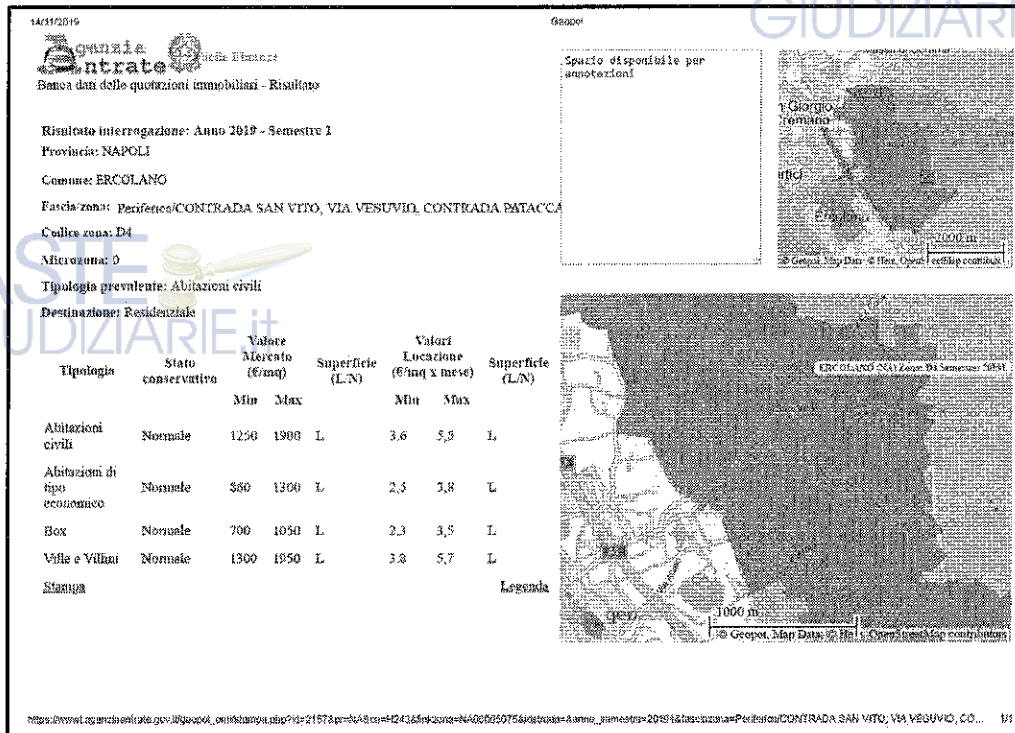 14/11/2019
Geopoi
GIUDIZIARIE
Agenzia
Entrate
Banca dati delle quotazioni immobiliari - Risultato
Risultato interrogazione: Anno 2019 - Semestre 1
Provincia: NAPOLI
Comune: ERCOLANO
Fascia/zona: Periferica/CONTRADA SAN VITO, VIA VESUVIO, CONTRADA PATACCA
Codice zona: D4
Microzona: 0
Tipologia prevalente: Abitazioni civili
Destinazione: Residenziale
ASTE
GIUDIZIARIE.it
Tipologia Stato conservativo Valore Mercato (€/mq) Superficie (L/N) Valori Locazione (€/mq x mese) Superficie (L/N)
Min Max Min Max
Abitazioni civili Normale 1250 1900 L 3,6 5,5 L
Abitazioni di tipo economico Normale 860 1300 L 2,5 3,8 L
Box Normale 700 1050 L 2,3 3,5 L
Ville e Villini Normale 1300 1950 L 3,8 5,7 L
Stampa Legenda
Spazio disponibile per
annotazioni
Giorgio
Ercolano
2000 m
ERCOLANO (NA) Zona: D4
1000 m
© Geopoi, Map Data: OpenStreetMap contributors
1/1